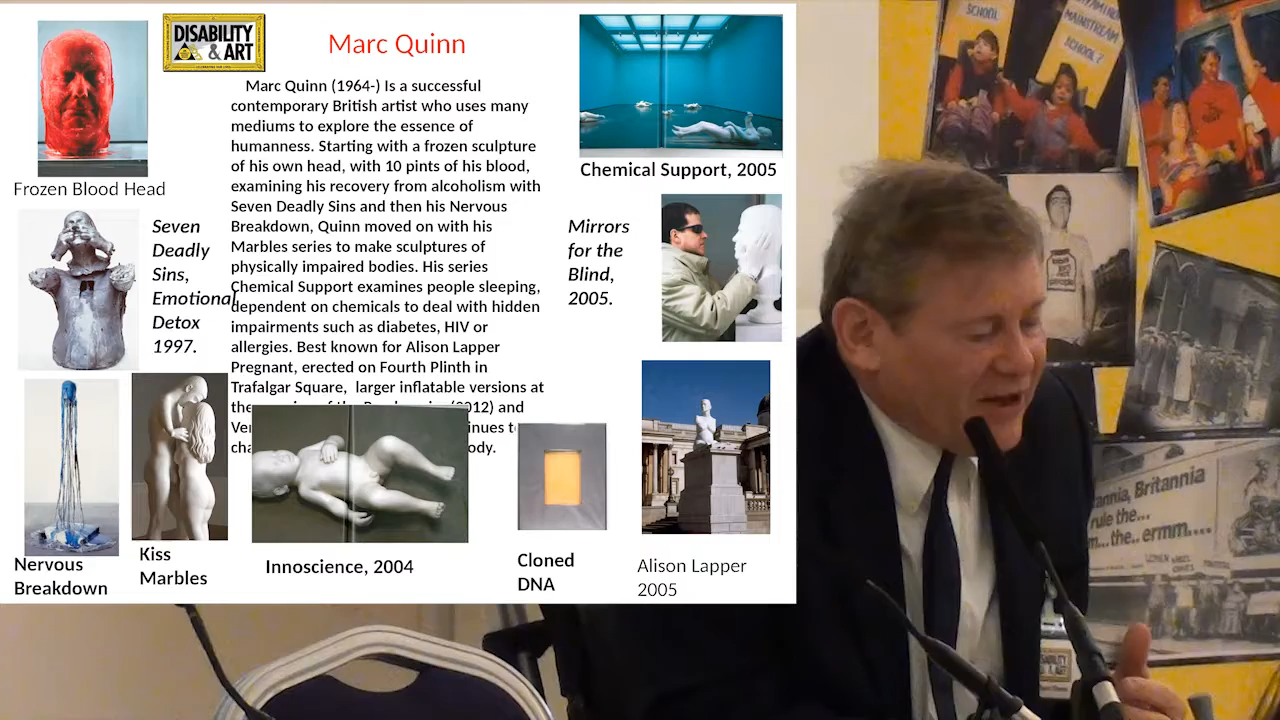 DISABILITY
& ART
Marc Quinn
Marc Quinn (1964-) Is a successful
contemporary British artist who uses many
mediums to explore the essence of
humanness. Starting with a frozen sculpture
of his own head, with 10 pints of his blood,
examining his recovery from alcoholism with
Seven Deadly Sins and then his Nervous
Breakdown, Quinn moved on with his
Marbles series to make sculptures of
physically impaired bodies. His series
Chemical Support examines people sleeping,
dependent on chemicals to deal with hidden
impairments such as diabetes, HIV or
allergies. Best known for Alison Lapper
Pregnant, erected on Fourth Plinth in
Trafalgar Square, larger inflatable versions at
2012) and
Frozen Blood Head
Seven
Deadly
Sins,
Emotional
Detox
1997.
Nervous
Breakdown
Kiss
Marbles
Innoscience, 2004
Cloned
DNA
Chemical Support, 2005
Mirrors
for the
Blind,
2005.
Alison Lapper
2005
SCHOOL
MAINSTREAM
SCHOOL?
annia, Britannia
rule the...
the.. ermm....
DISABILITY
& ART